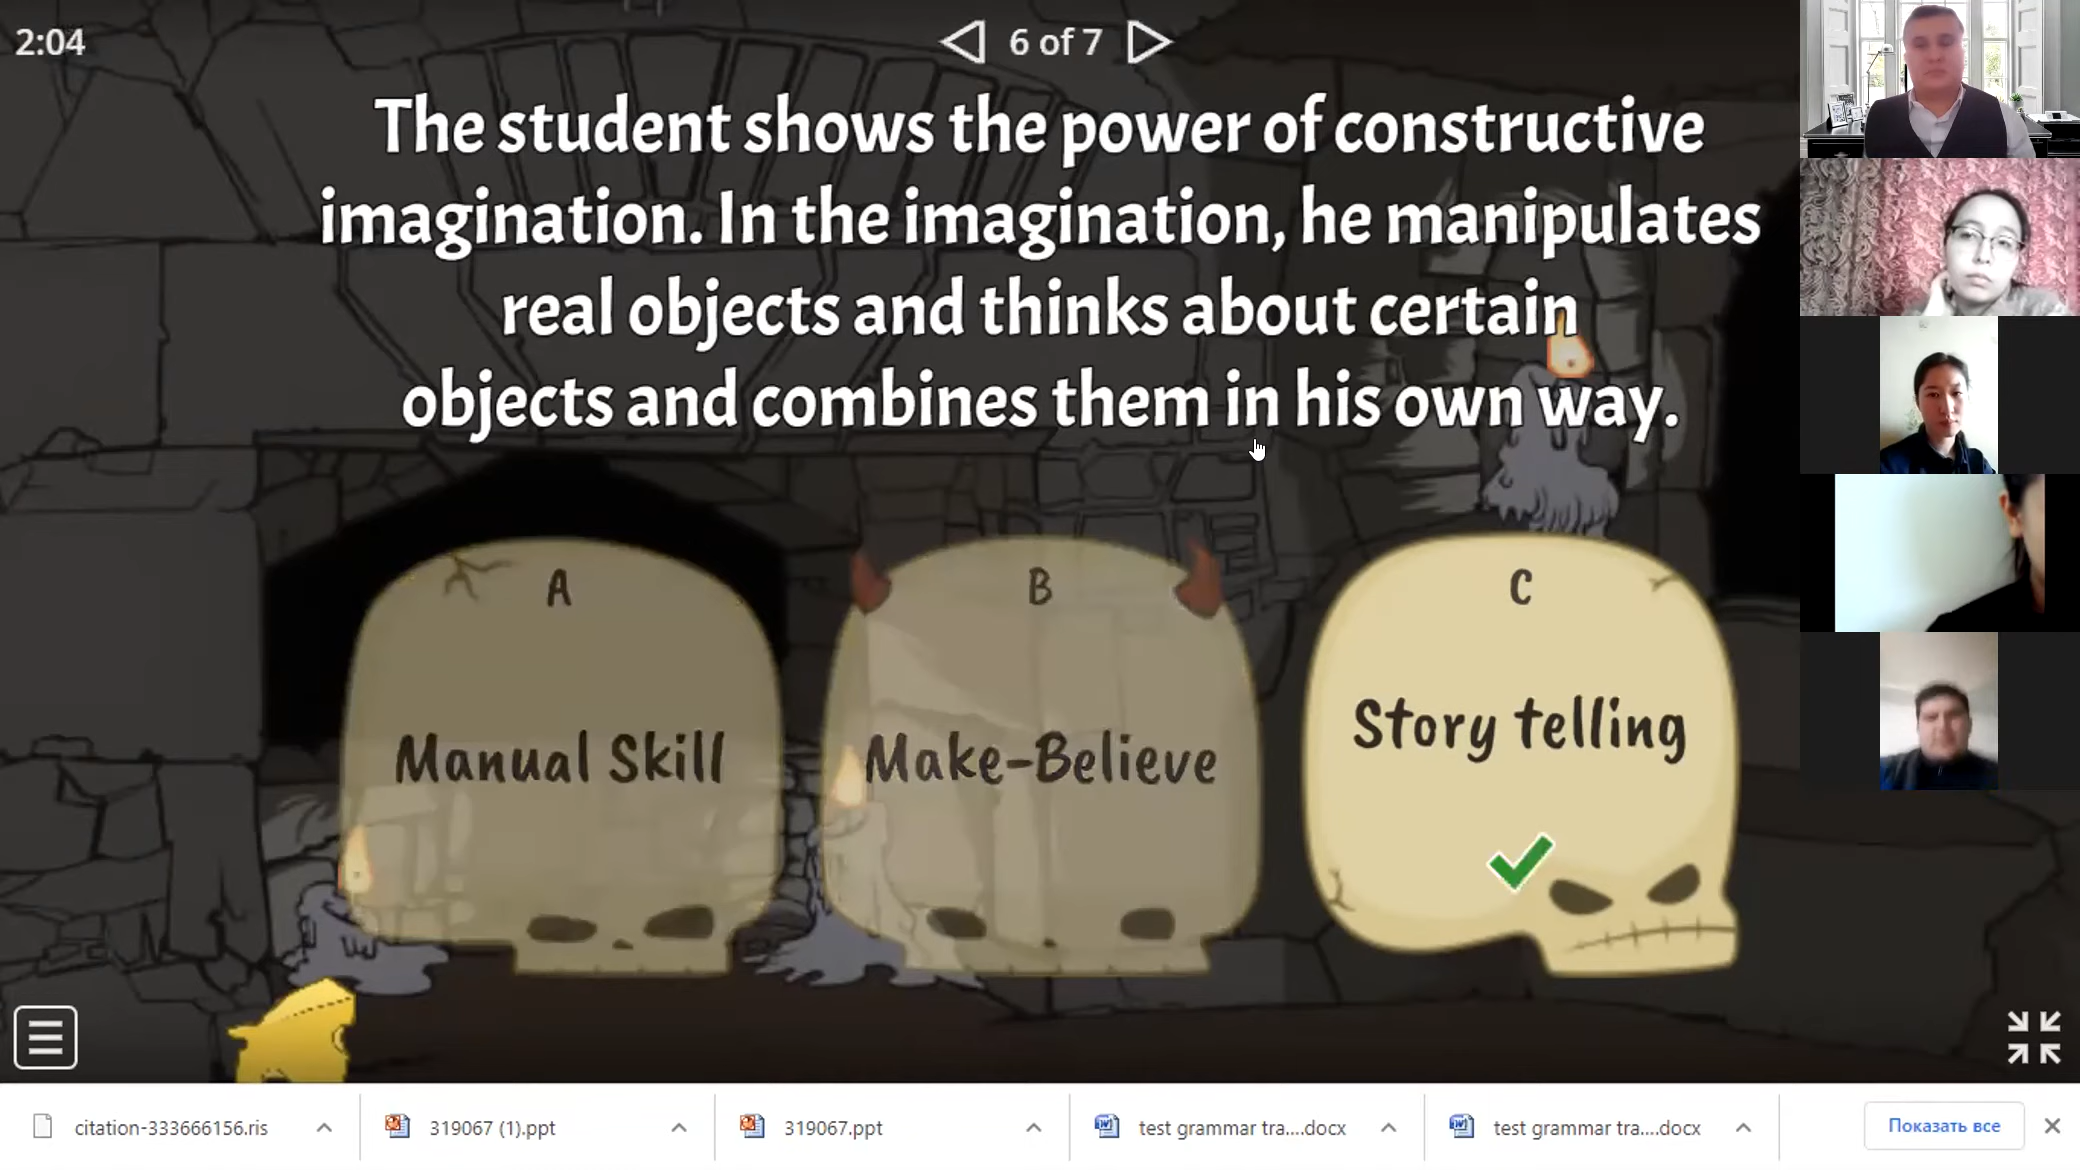 2:04
6 of 7
The student shows the power of constructive
imagination. In the imagination, he manipulates
real objects and thinks about certain
objects and combines them in his own way.
A
Manual Skill
B
Make-Believe
C
Story telling
citation-333666156.ris
319067 (1).ppt
319067.ppt
test grammar tra....docx
test grammar tra....docx
Показать все